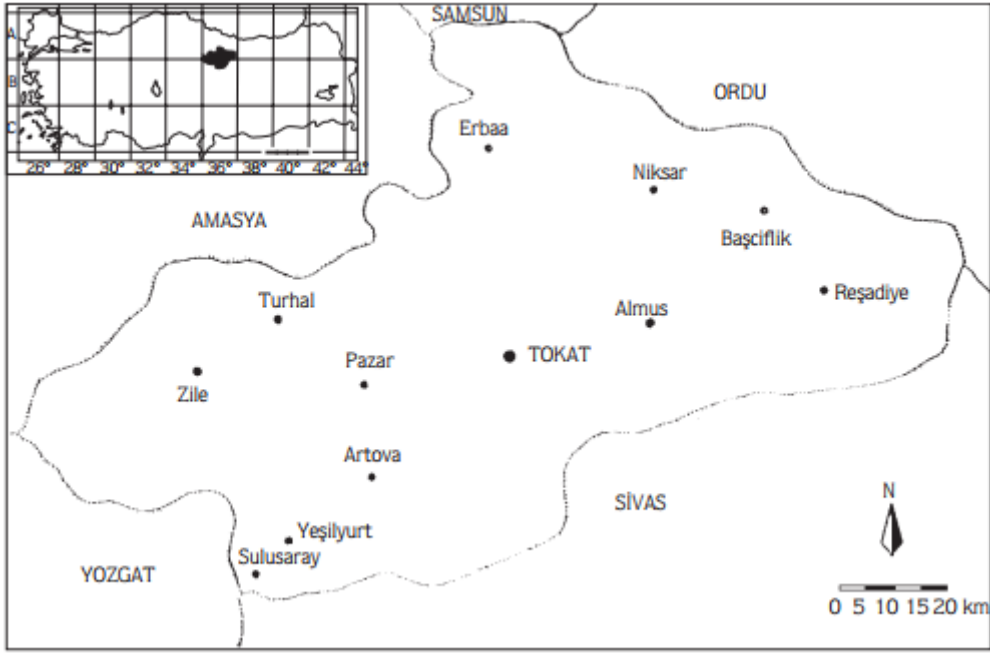 SAMSUN
A
B
C
26° 28° 30° 32° 34° 36° 38° 40° 42° 44°
ORDU
Erbaa
Niksar
AMASYA
Başciflik
Turhal
Almus
Reşadiye
Pazar
TOKAT
Zile
Artova
SİVAS
N
Yeşilyurt
Sulusaray
YOZGAT
0 5 10 15 20 km